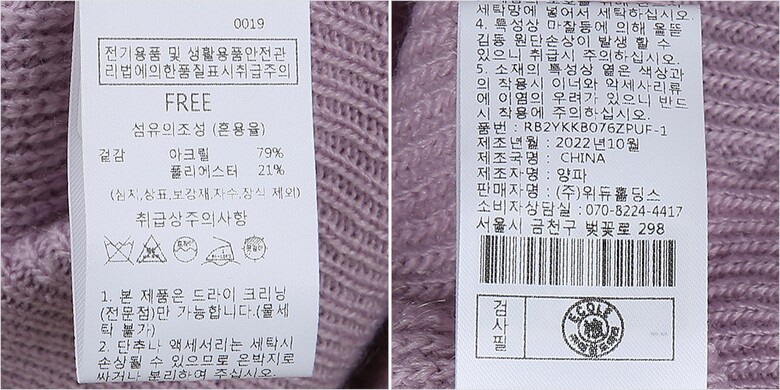 0019
전기용품 및 생활용품안전관
리법에의한품질표시취급주의
FREE
섬유의조성 (혼용율)
겉감 아크릴 79%
폴리에스터 21%
(심지,상표,보강재,자수,장식 제외)
취급상주의사항
1. 본 제품은 드라이 크리닝
(전문점)만 가능합니다.(물세
탁 불가)
2. 단추나 액세서리는 세탁시
손상될 수 있으므로 은박지로
싸거나 분리하여 주십시오.
세탁망에 넣어서 세탁하십시오.
4. 특성상 마찰등에 의해 올뜯
김등 원단손상이 발생 할 수
있으니 취급시 주의하십시오.
5. 소재의 특성상 옅은 색상과
의 착용시 이너와 악세사리류
에 이염의 우려가 있으니 반드
시 착용에 주의하십시오.
품번 : RB2YKKB076ZPUF-1
제조년월 : 2022년10월
제조국명 : CHINA
제조자명 : 양파
판매자명 : (주)위듀홀딩스
소비자상담실 : 070-8224-4417
서울시 금천구 벚꽃로 298
검사필
ECOLE